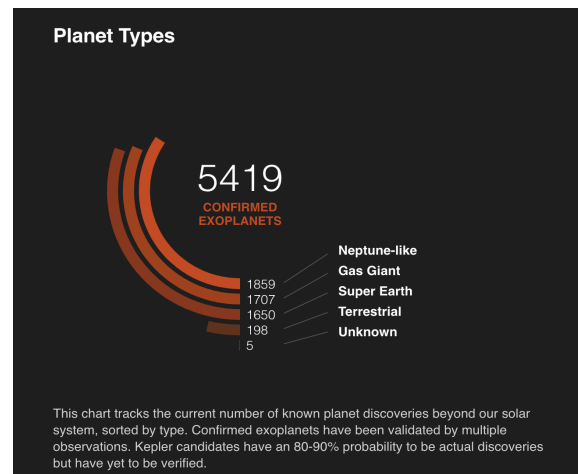 Planet Types
5419
CONFIRMED
EXOPLANETS
1859 Neptune-like
1707 Gas Giant
1650 Super Earth
198 Terrestrial
5 Unknown
This chart tracks the current number of known planet discoveries beyond our solar
system, sorted by type. Confirmed exoplanets have been validated by multiple
observations. Kepler candidates have an 80-90% probability to be actual discoveries
but have yet to be verified.